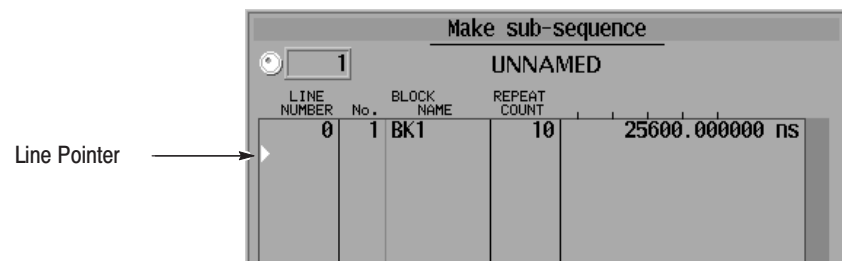 Make sub-sequence
1 UNNAMED
LINE NUMBER No. BLOCK NAME REPEAT COUNT
0 1 BK1 10 25600.000000 ns
Line Pointer